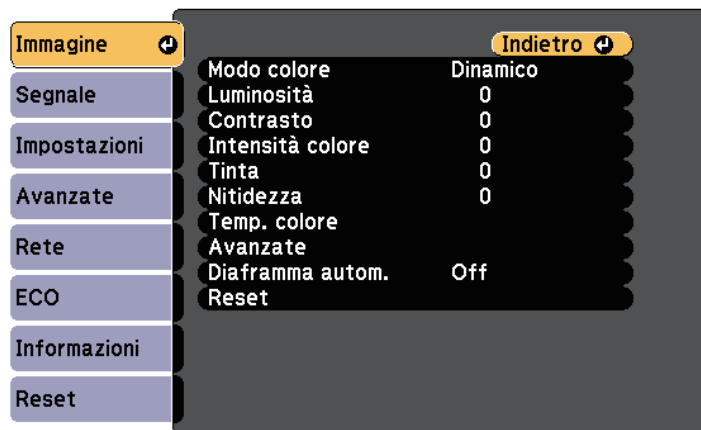 Immagine
Segnale
Impostazioni
Avanzate
Rete
ECO
Informazioni
Reset
Indietro
Modo colore Dinamico
Luminosità 0
Contrasto 0
Intensità colore 0
Tinta 0
Nitidezza 0
Temp. colore
Avanzate
Diaframma autom. Off
Reset